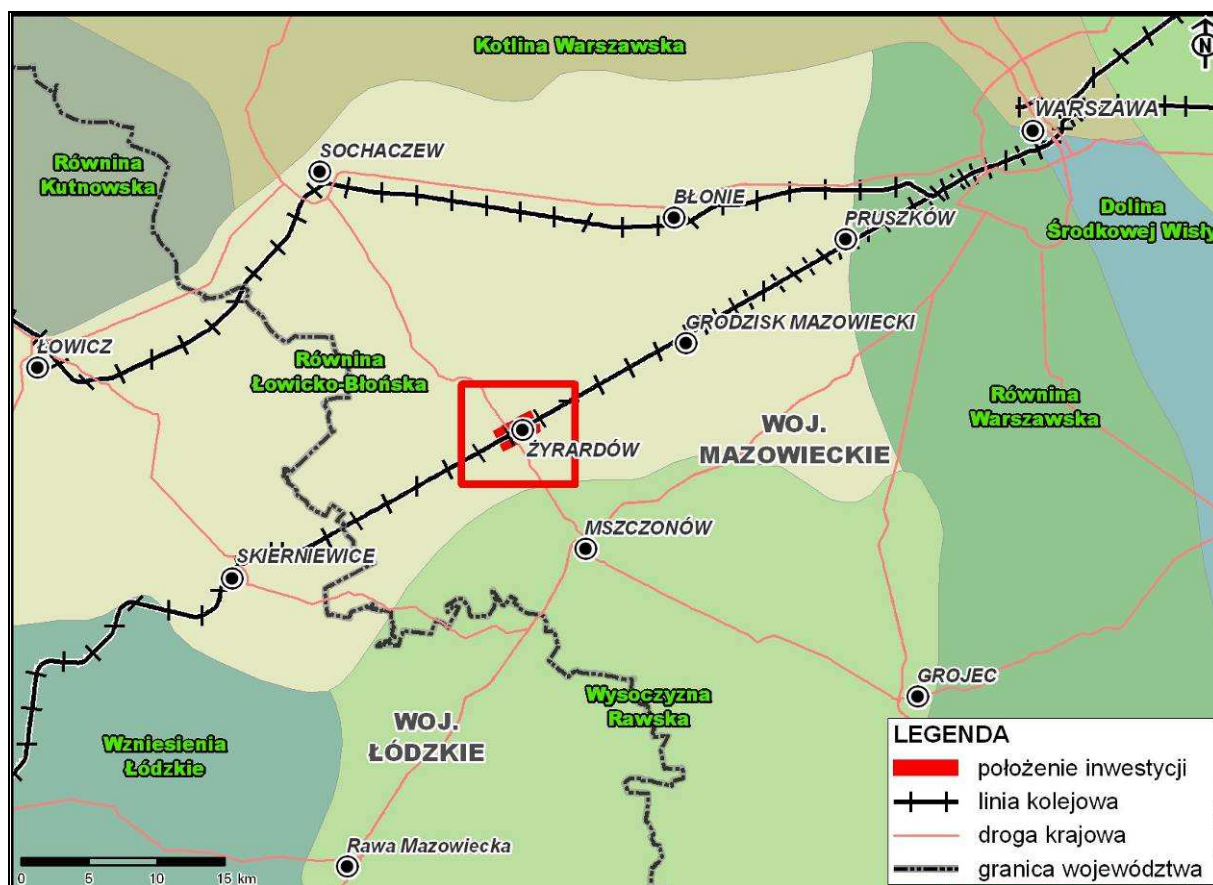 Kotlina Warszawska
N
WARSZAWA
Równina
Kutnowska
SOCHACZEW
BŁONIE
PRUSZKÓW
Dolina
Środkowej Wisły
GRODZISK MAZOWIECKI
ŁOWICZ
Równina
Łowicko-Błońska
Równina
Warszawska
WOJ.
MAZOWIECKIE
ŻYRARDÓW
MSZCZONÓW
SKIERNIEWICE
GROJEC
Wysoczyzna
Rawska
WOJ.
ŁÓDZKIE
Wzniesienia
Łódzkie
Rawa Mazowiecka
0 5 10 15 km
LEGENDA
położenie inwestycji
linia kolejowa
droga krajowa
granica województwa